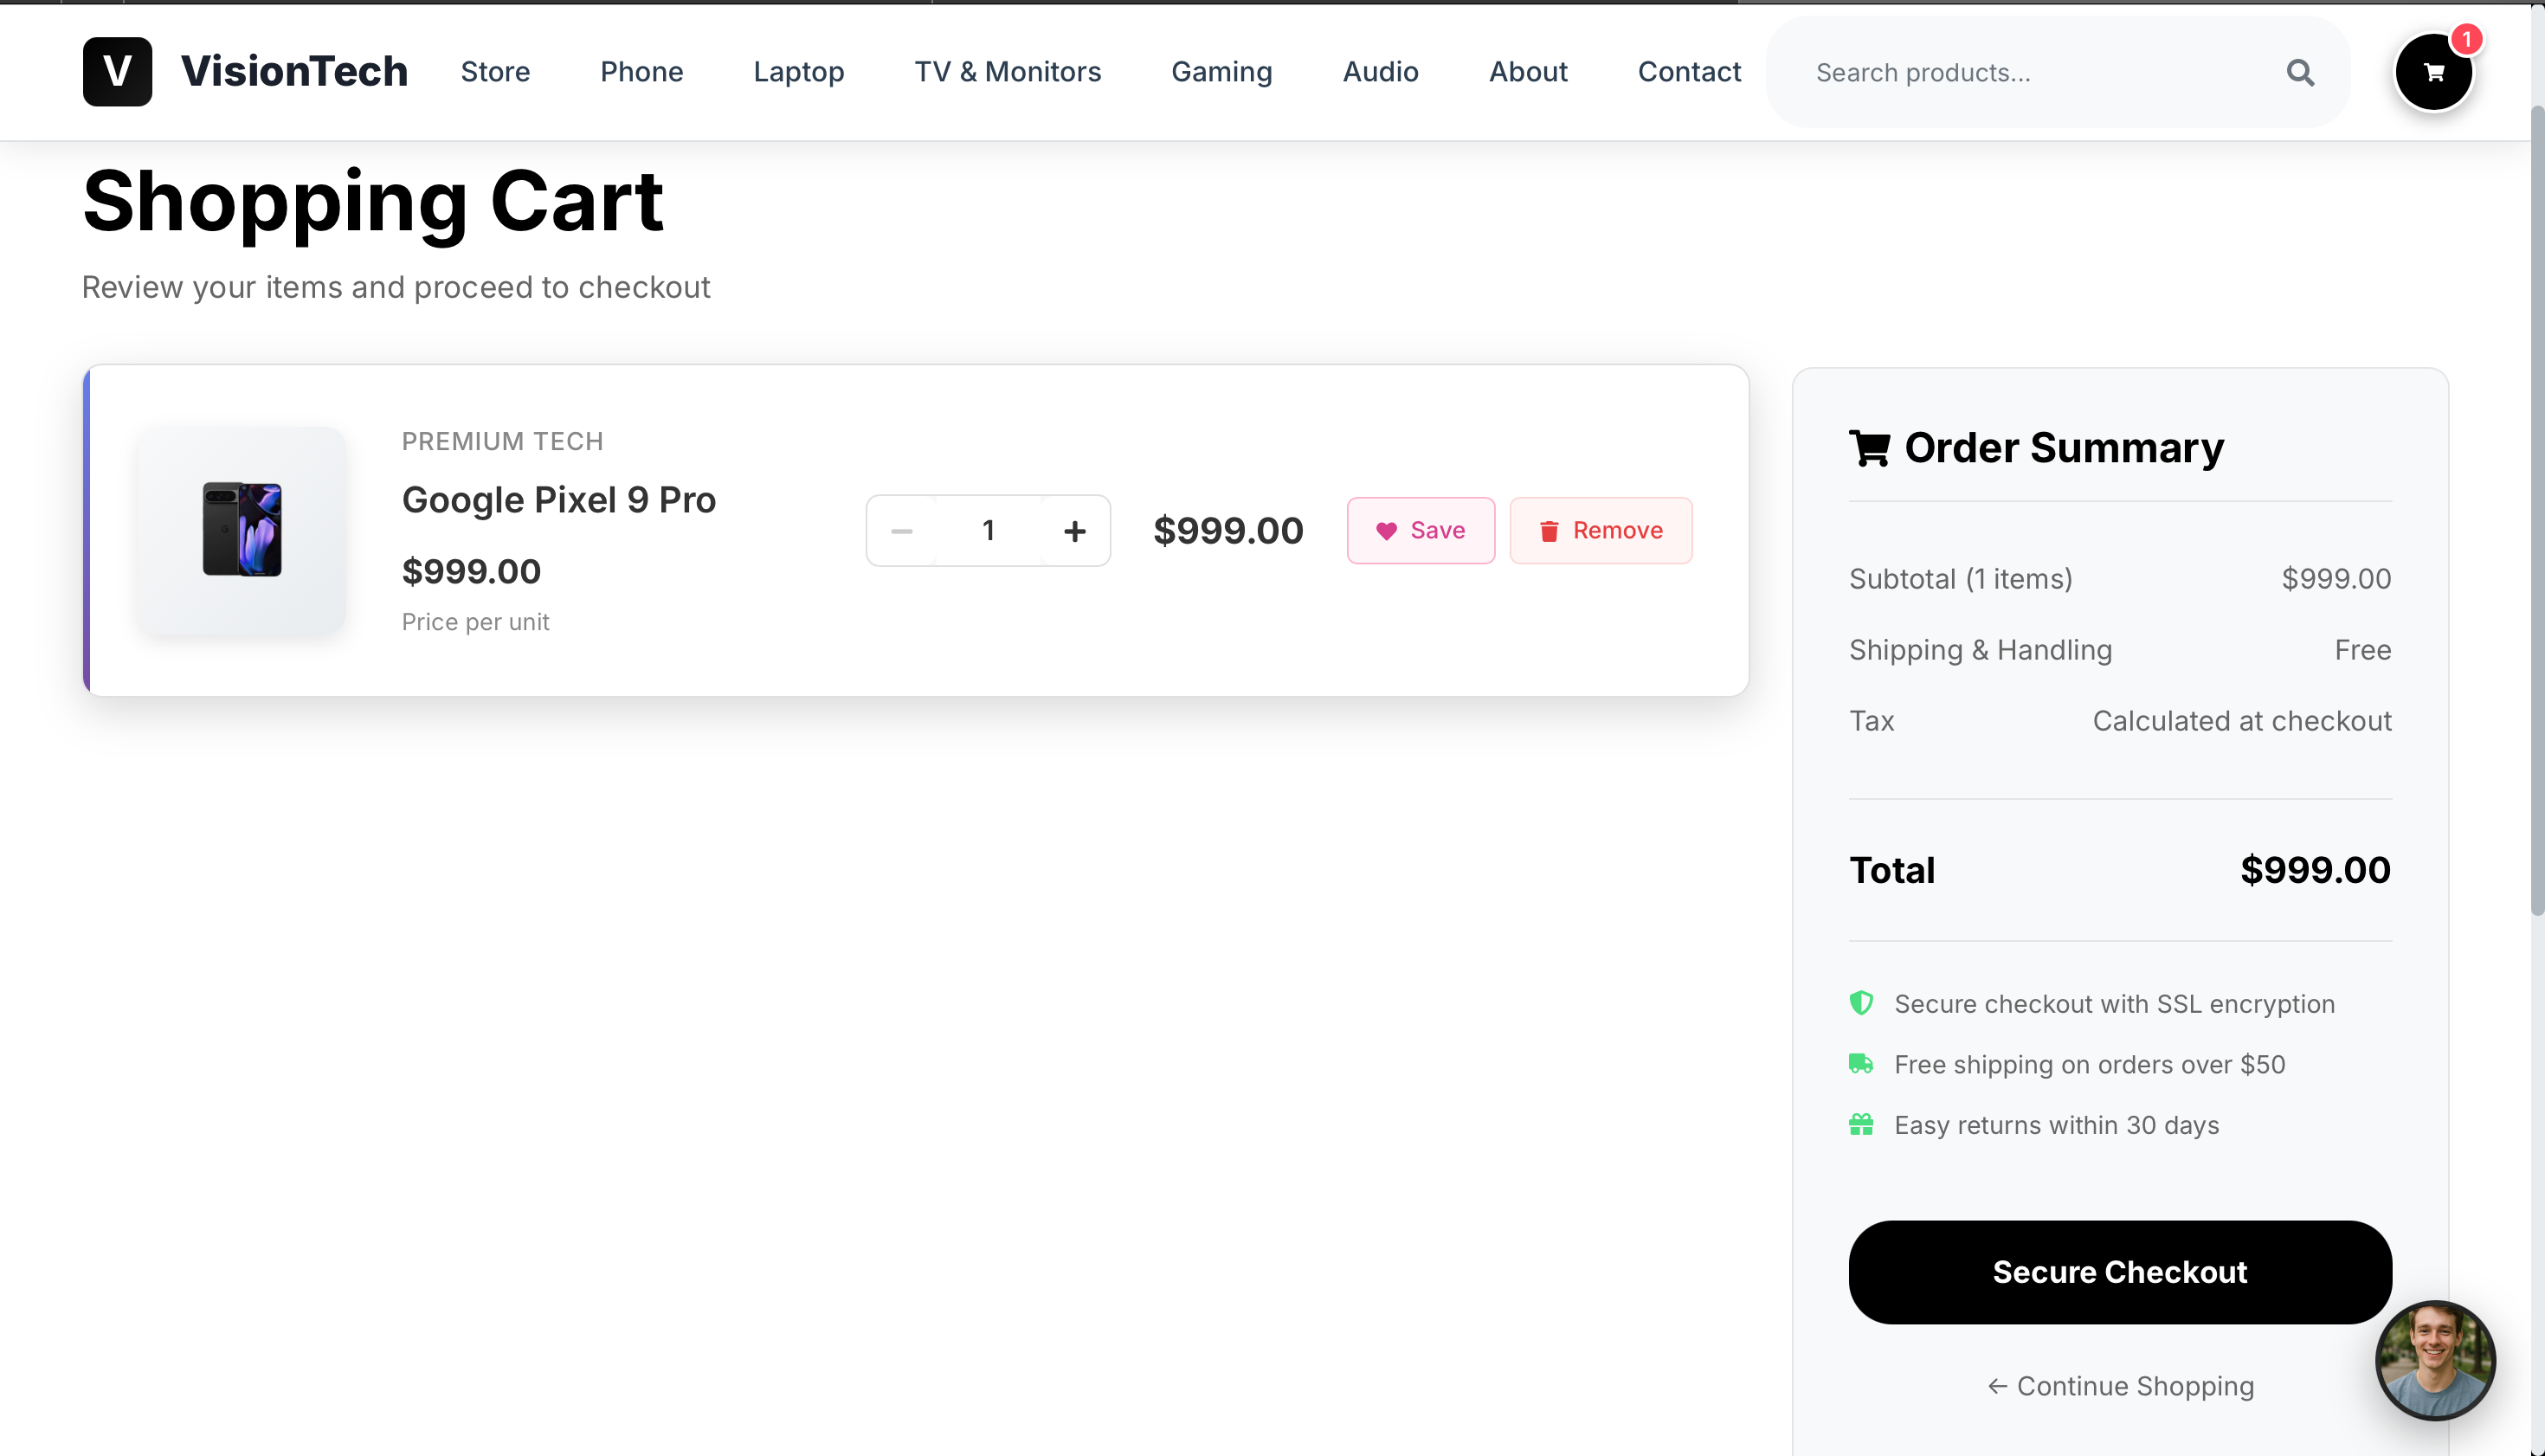 V VisionTech Store Phone Laptop TV & Monitors Gaming Audio About Contact Search products... 1
Shopping Cart
Review your items and proceed to checkout
PREMIUM TECH
Google Pixel 9 Pro
$999.00
Price per unit
1 $999.00 Save Remove
Order Summary
Subtotal (1 items) $999.00
Shipping & Handling Free
Tax Calculated at checkout
Total $999.00
Secure checkout with SSL encryption
Free shipping on orders over $50
Easy returns within 30 days
Secure Checkout
← Continue Shopping